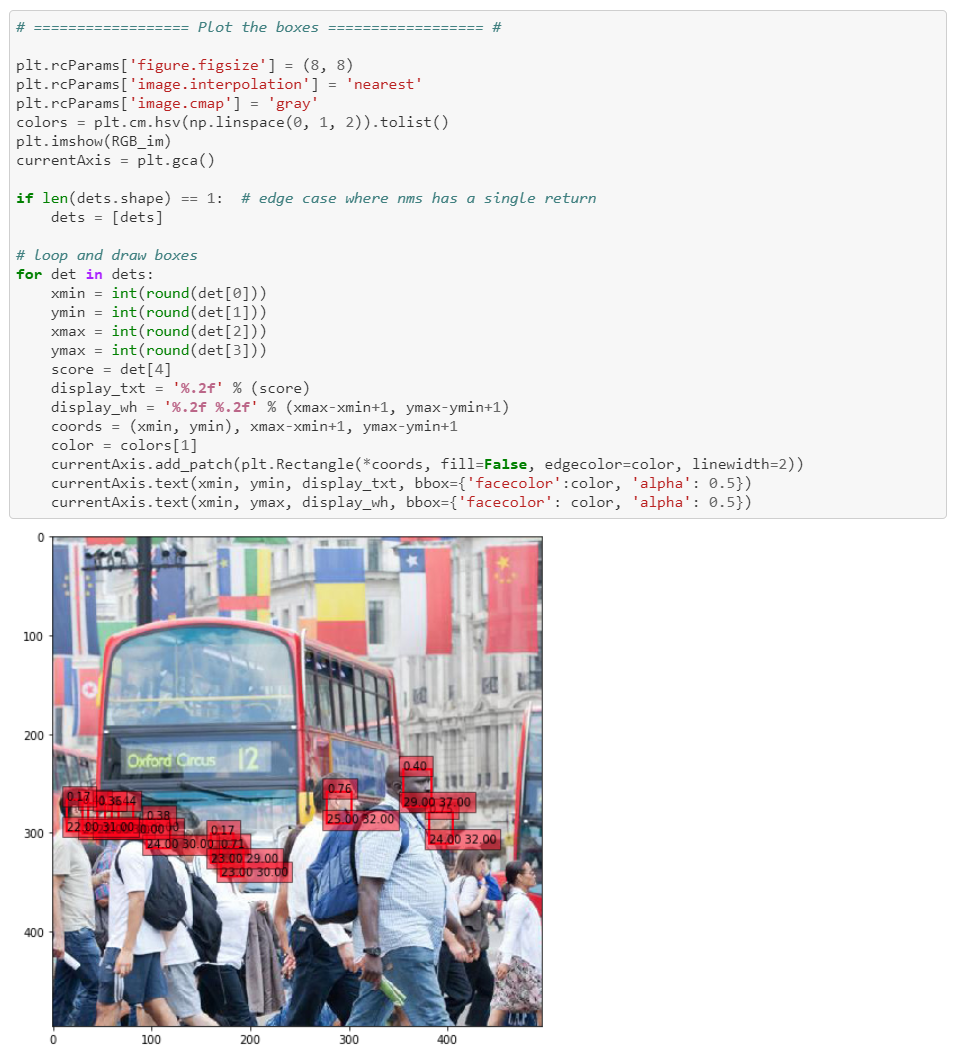 # ================== Plot the boxes ================== #
plt.rcParams['figure.figsize'] = (8, 8)
plt.rcParams['image.interpolation'] = 'nearest'
plt.rcParams['image.cmap'] = 'gray'
colors = plt.cm.hsv(np.linspace(0, 1, 2)).tolist()
plt.imshow(RGB_im)
currentAxis = plt.gca()
if len(dets.shape) == 1:  # edge case where nms has a single return
    dets = [dets]
# loop and draw boxes
for det in dets:
    xmin = int(round(det[0]))
    ymin = int(round(det[1]))
    xmax = int(round(det[2]))
    ymax = int(round(det[3]))
    score = det[4]
    display_txt = '%.2f' % (score)
    display_wh = '%.2f %.2f' % (xmax-xmin+1, ymax-ymin+1)
    coords = (xmin, ymin), xmax-xmin+1, ymax-ymin+1
    color = colors[1]
    currentAxis.add_patch(plt.Rectangle(*coords, fill=False, edgecolor=color, linewidth=2))
    currentAxis.text(xmin, ymin, display_txt, bbox={'facecolor':color, 'alpha': 0.5})
    currentAxis.text(xmin, ymax, display_wh, bbox={'facecolor': color, 'alpha': 0.5})
0
100
200
Oxford Circus 12
0.40
0.76
0.17 0.36
29.00 37.00
0.38
25.00 32.00
300
22.00 31.00
0.17
24.00 32.00
24.00 30.00
0.71
23.00 29.00
23.00 30.00
400
0 100 200 300 400